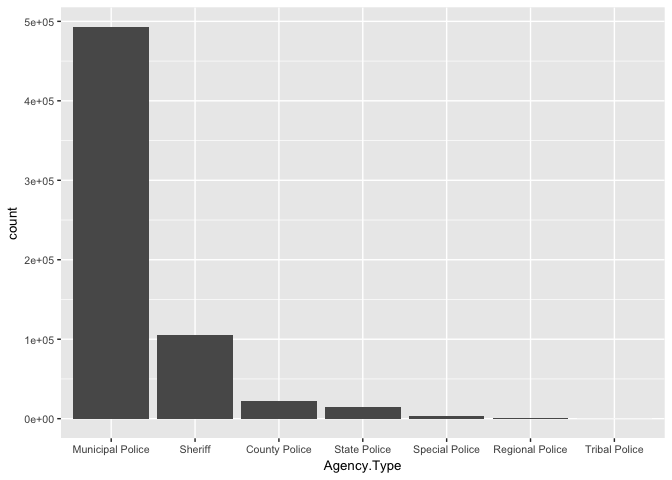 5e+05
4e+05
3e+05
2e+05
1e+05
0e+00
count
Municipal Police Sheriff County Police State Police Special Police Regional Police Tribal Police
Agency.Type